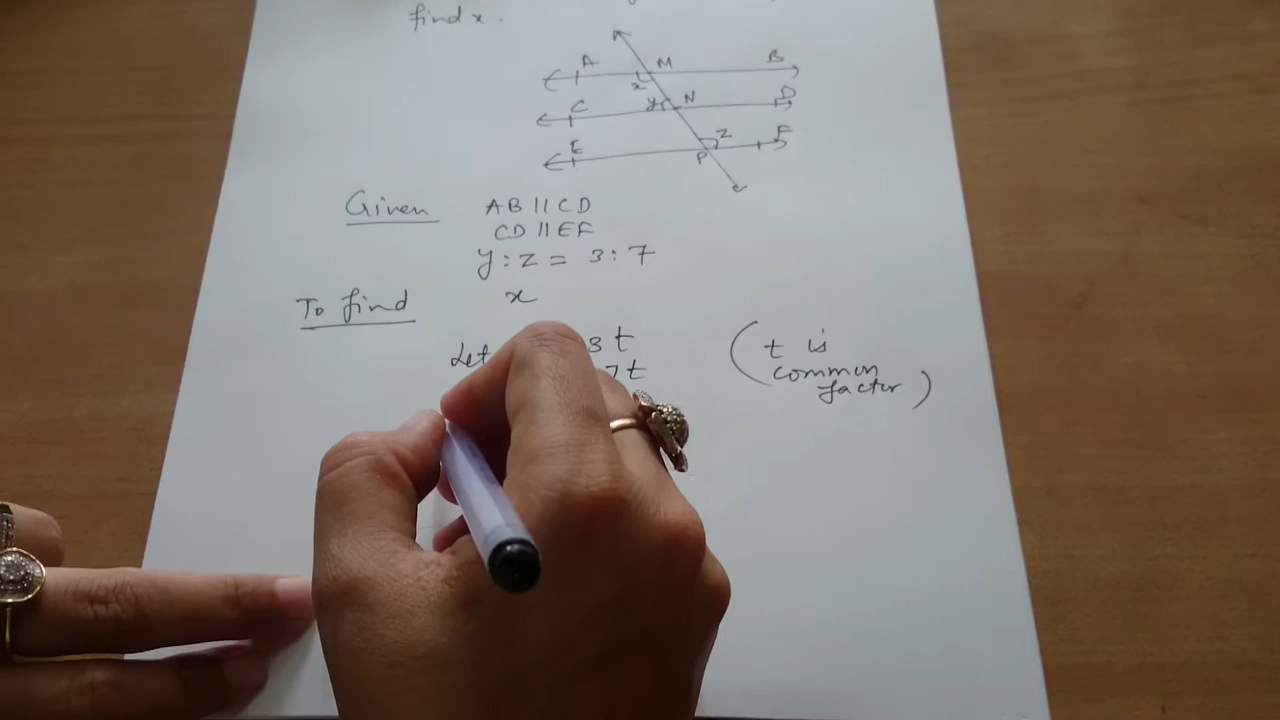 find x.
A M B
x
C y N D
E P z F
Given AB || CD
CD || EF
y : z = 3 : 7
To find x
Let 3t (t is
7t common
factor)